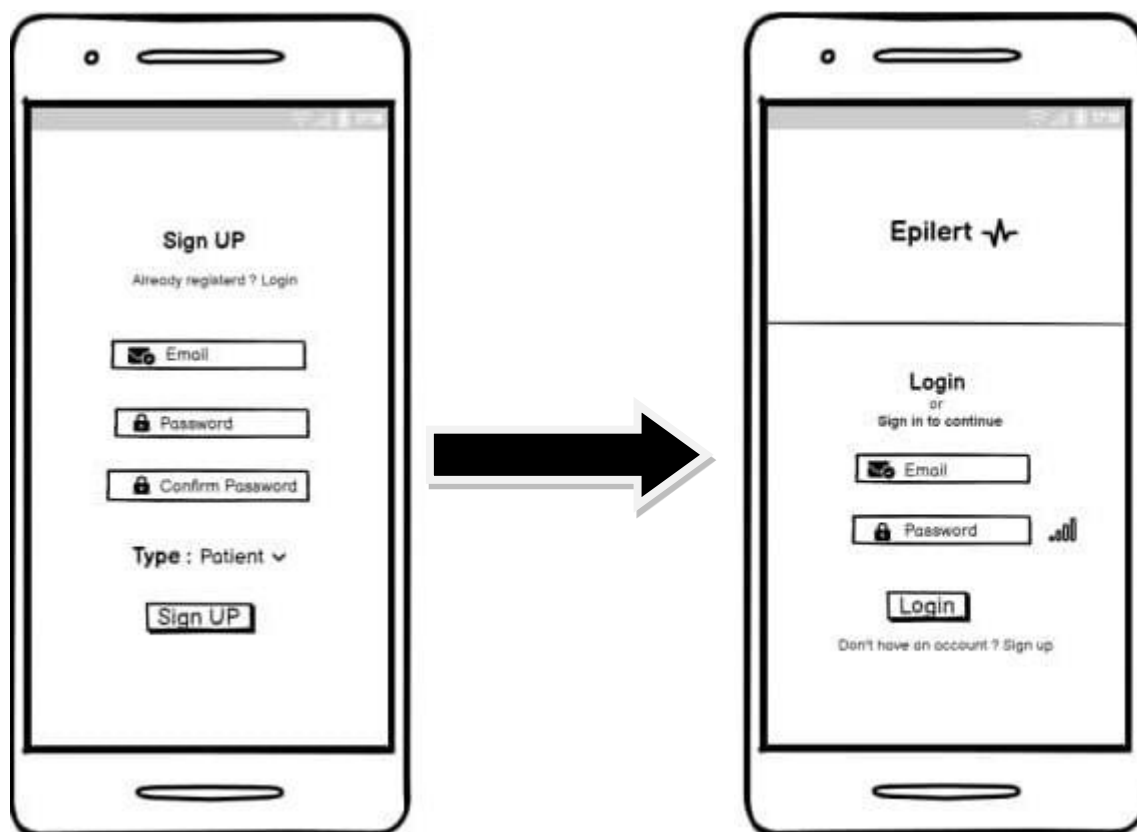 Sign UP
Already registerd ? Login
Email
Password
Confirm Password
Type : Patient
Sign UP
Epilert
Login
or
Sign in to continue
Email
Password
Login
Don't have an account ? Sign up